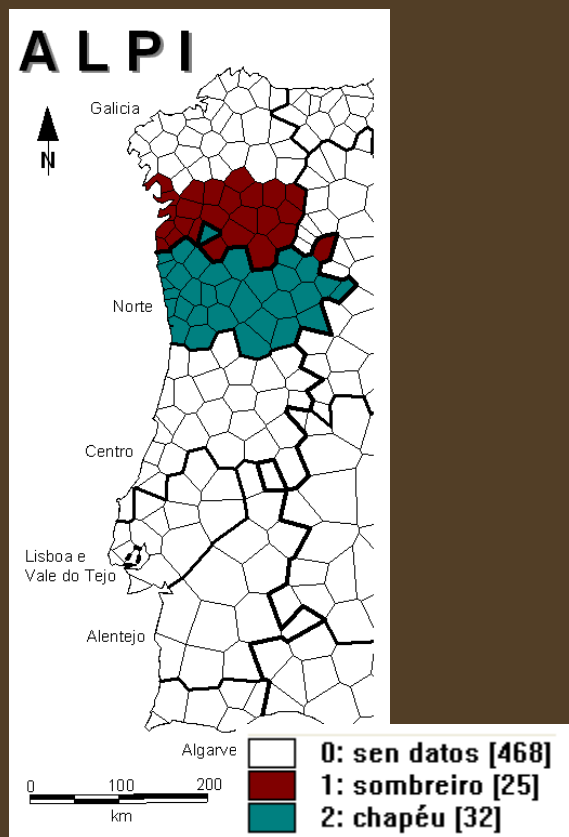 ALPI
Galicia
N
Norte
Centro
Lisboa e
Vale do Tejo
Alentejo
Algarve
0 100 200
km
0: sen datos [468]
1: sombreiro [25]
2: chapéu [32]